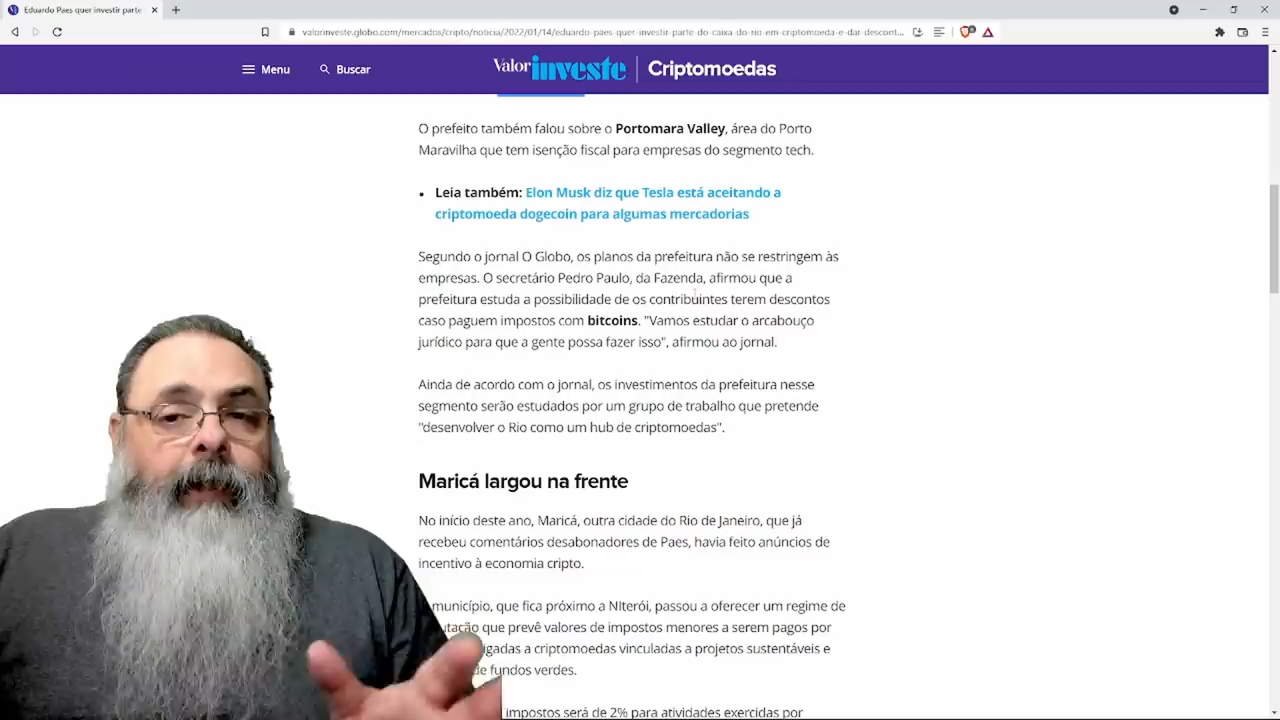 Eduardo Paes quer investir parte
valorinveste.globo.com/mercados/cripto/noticia/2022/01/14/eduardo-paes-quer-investir-parte-do-caixa-do-rio-em-criptomoeda-e-dar-descont...
Menu
Buscar
Valor investe
Criptomoedas
O prefeito também falou sobre o Portomara Valley, área do Porto
Maravilha que tem isenção fiscal para empresas do segmento tech.
• Leia também: Elon Musk diz que Tesla está aceitando a
criptomoeda dogecoin para algumas mercadorias
Segundo o jornal O Globo, os planos da prefeitura não se restringem às
empresas. O secretário Pedro Paulo, da Fazenda, afirmou que a
prefeitura estuda a possibilidade de os contribuintes terem descontos
caso paguem impostos com bitcoins. "Vamos estudar o arcabouço
jurídico para que a gente possa fazer isso", afirmou ao jornal.
Ainda de acordo com o jornal, os investimentos da prefeitura nesse
segmento serão estudados por um grupo de trabalho que pretende
"desenvolver o Rio como um hub de criptomoedas".
Maricá largou na frente
No início deste ano, Maricá, outra cidade do Rio de Janeiro, que já
recebeu comentários desabonadores de Paes, havia feito anúncios de
incentivo à economia cripto.
município, que fica próximo a NIterói, passou a oferecer um regime de
que prevê valores de impostos menores a serem pagos por
a criptomoedas vinculadas a projetos sustentáveis e
de fundos verdes.
impostos será de 2% para atividades exercidas por